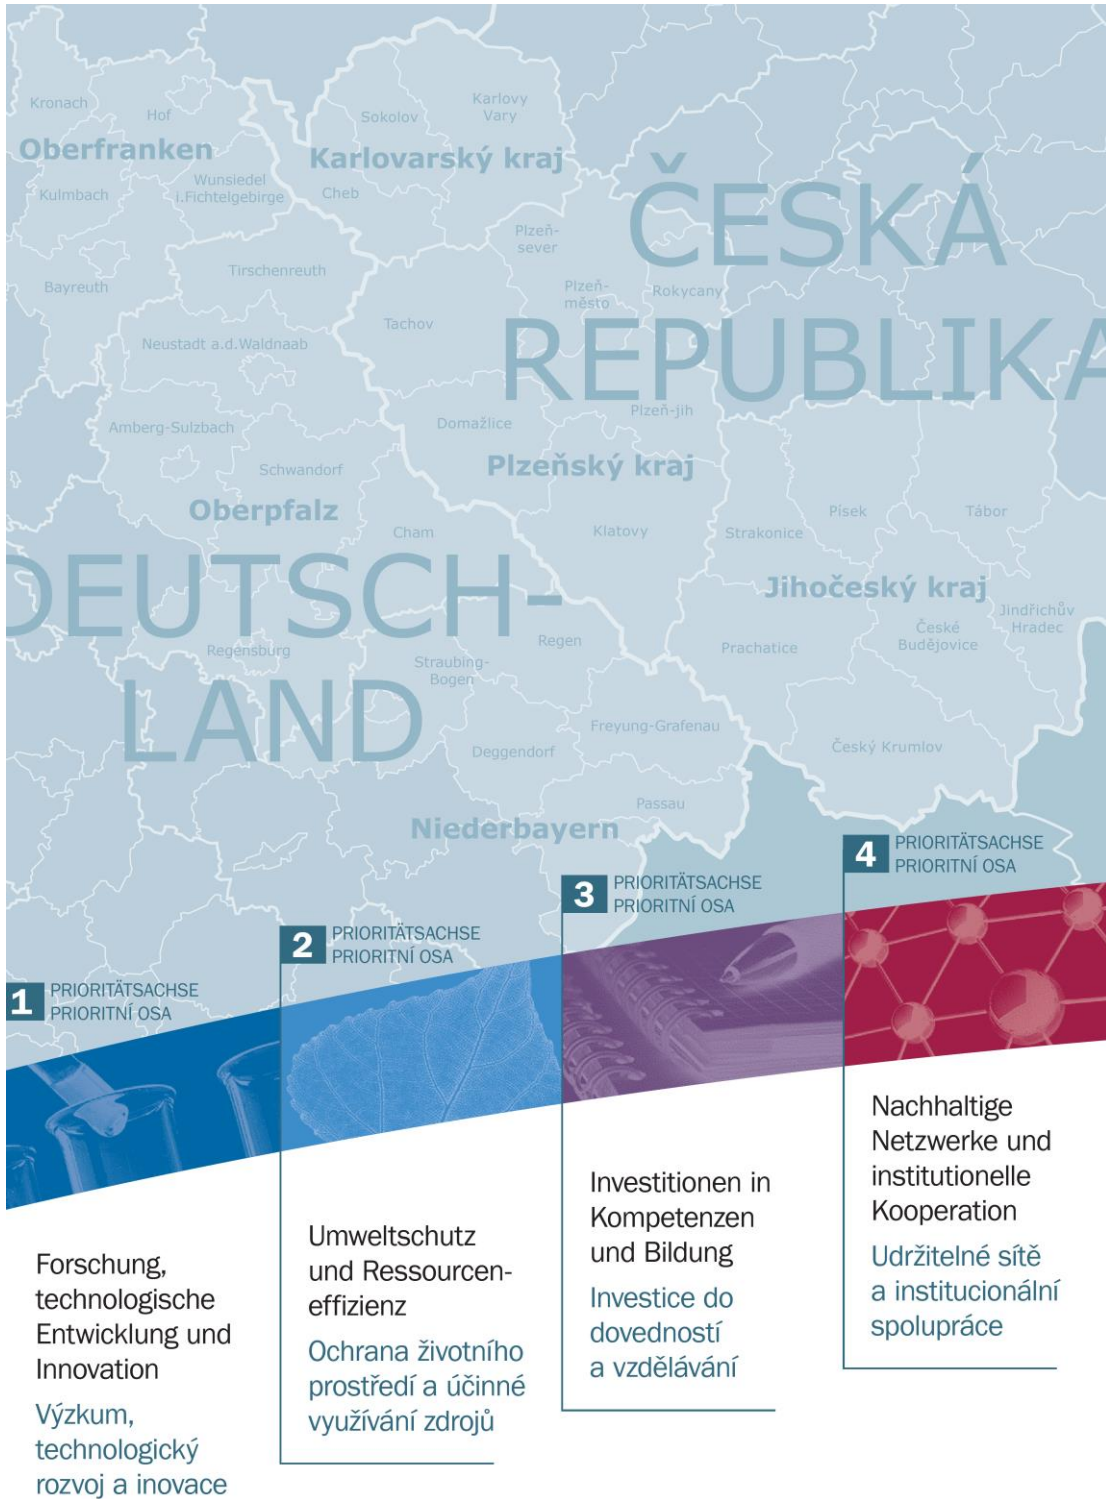 Kronach
Hof
Oberfranken
Kulmbach
Wunsiedel
i.Fichtelgebirge
Bayreuth
Tirschenreuth
Neustadt a.d.Waldnaab
Amberg-Sulzbach
Schwandorf
Oberpfalz
Cham
Karlovy
Vary
Sokolov
Karlovarský kraj
Cheb
Plzeň-
sever
Plzeň-
město
Rokycany
Tachov
ČESKÁ
REPUBLIKA
Plzeň-jih
Domažlice
Plzeňský kraj
Klatovy
Strakonice
Písek
Tábor
Jihočeský kraj
Jindřichův
Hradec
České
Budějovice
Prachatice
Český Krumlov
DEUTSCH-
LAND
Regensburg
Straubing-
Bogen
Regen
Freyung-Grafenau
Deggendorf
Passau
Niederbayern
1 PRIORITÄTSACHSE
PRIORITNÍ OSA
Forschung,
technologische
Entwicklung und
Innovation
Výzkum,
technologický
rozvoj a inovace
2 PRIORITÄTSACHSE
PRIORITNÍ OSA
Umweltschutz
und Ressourcen-
effizienz
Ochrana životního
prostředí a účinné
využívání zdrojů
3 PRIORITÄTSACHSE
PRIORITNÍ OSA
Investitionen in
Kompetenzen
und Bildung
Investice do
dovedností
a vzdělávání
4 PRIORITÄTSACHSE
PRIORITNÍ OSA
Nachhaltige
Netzwerke und
institutionelle
Kooperation
Udržitelné sítě
a institucionální
spolupráce